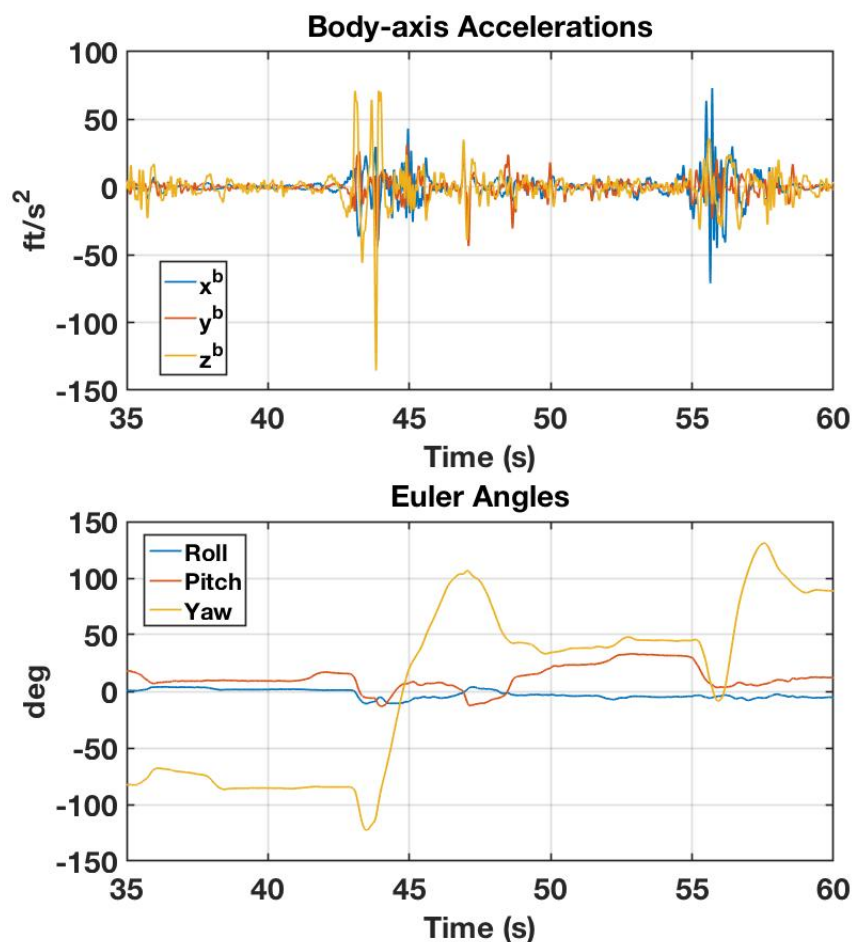 Body-axis Accelerations
100
50
0
-50
-100
-150
ft/s²
xᵇ
yᵇ
zᵇ
35 40 45 50 55 60
Time (s)
Euler Angles
150
100
50
0
-50
-100
-150
deg
Roll
Pitch
Yaw
35 40 45 50 55 60
Time (s)